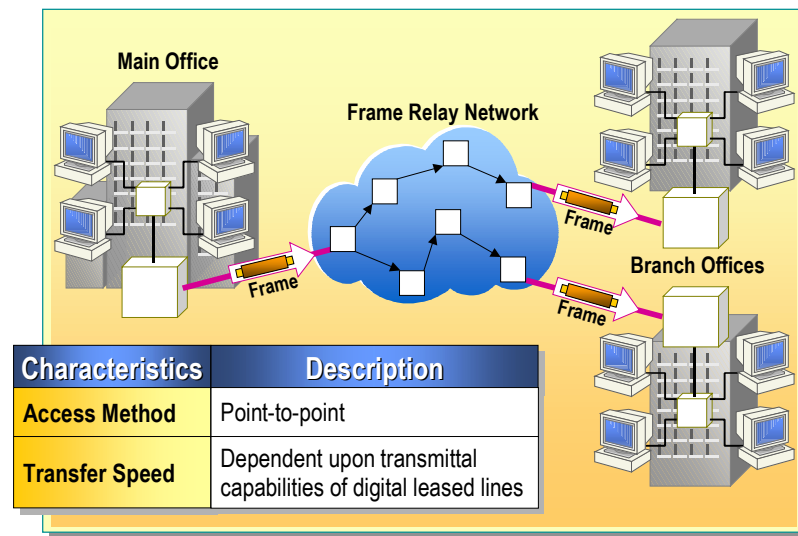 Main Office
Frame Relay Network
Frame
Frame
Branch Offices
Frame
Characteristics Description
Access Method Point-to-point
Transfer Speed Dependent upon transmittal
capabilities of digital leased lines